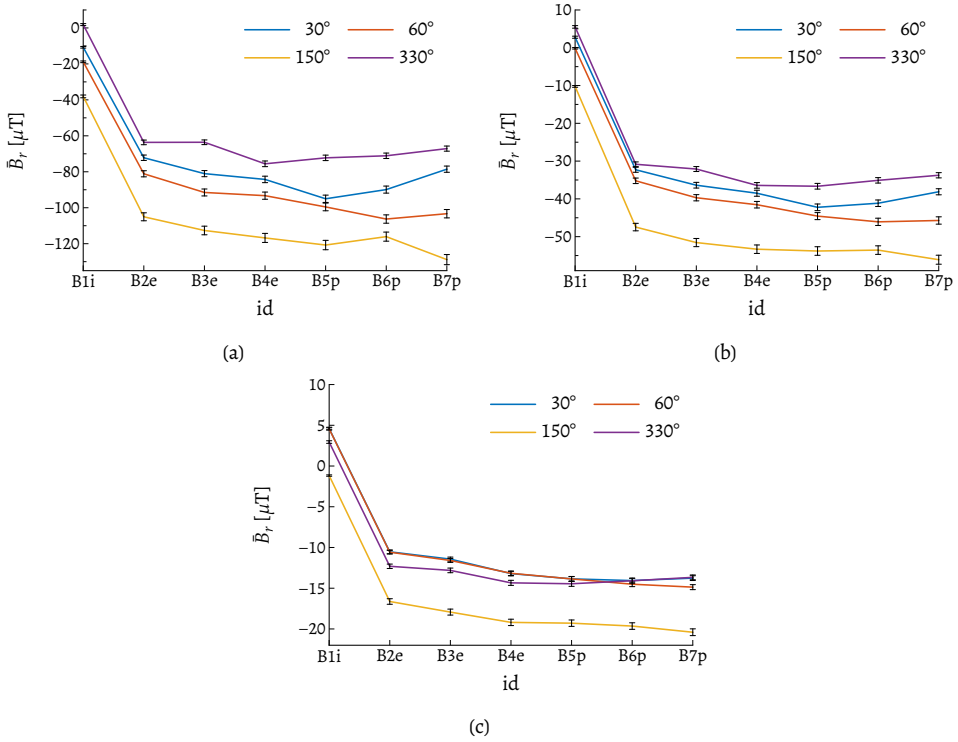 0
−20
−40
−60
−80
−100
−120
B̄r [μT]
30° 60°
150° 330°
B1i B2e B3e B4e B5p B6p B7p
id
(a)
10
0
−10
−20
−30
−40
−50
B̄r [μT]
30° 60°
150° 330°
B1i B2e B3e B4e B5p B6p B7p
id
(b)
10
5
0
−5
−10
−15
−20
B̄r [μT]
30° 60°
150° 330°
B1i B2e B3e B4e B5p B6p B7p
id
(c)